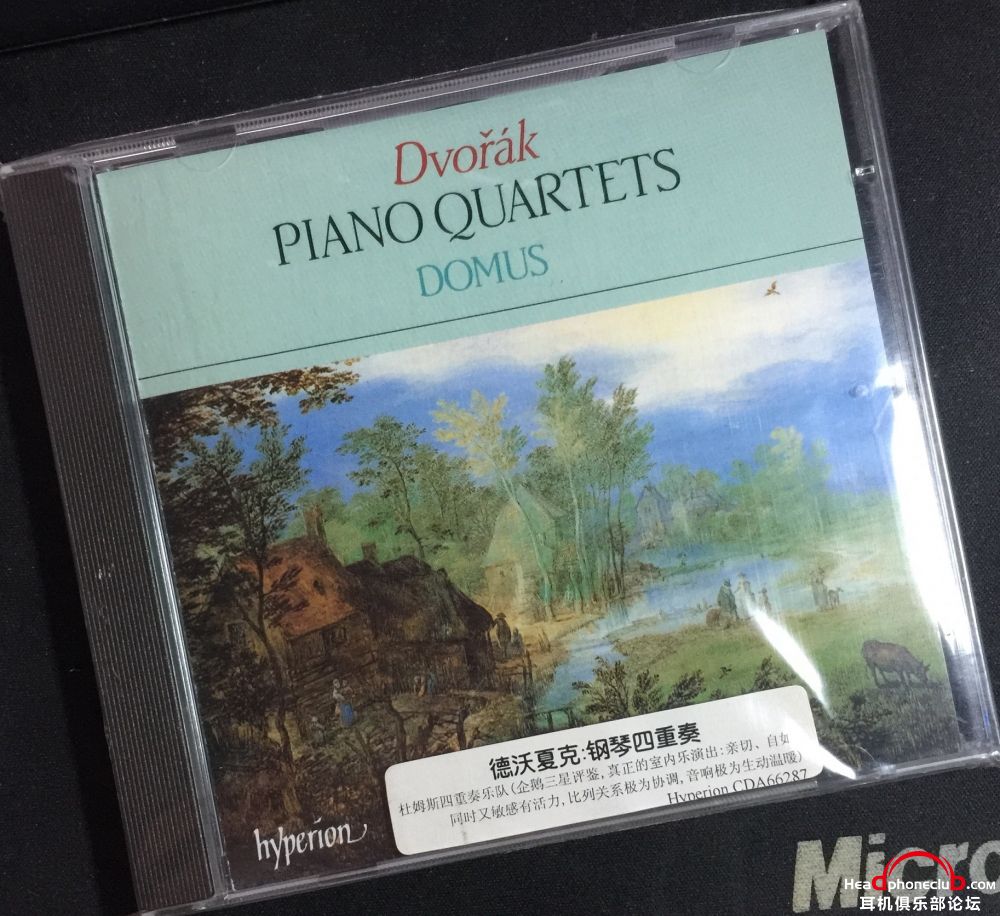 Dvořák
PIANO QUARTETS
DOMUS
德沃夏克:钢琴四重奏
杜姆斯四重奏乐队(企鹅三星评鉴,真正的室内乐演出:亲切、自如
同时又敏感有活力,比列关系极为协调,音响极为生动温暖)
Hyperion CDA66287
hyperion
Micro
Headphoneclub.com
耳机俱乐部论坛